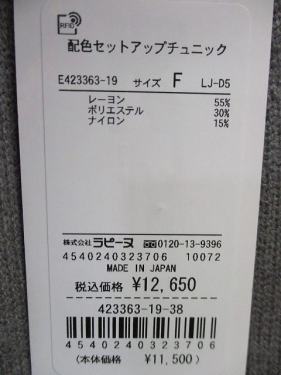 RFID
配色セットアップチュニック
E423363-19 サイズ F LJ-D5
レーヨン 55%
ポリエステル 30%
ナイロン 15%
株式会社 ラピーヌ 0120-13-9396
4540240323706 10072
MADE IN JAPAN
税込価格 ¥12,650
423363-19-38
4540240323706
(本体価格 ¥11,500)